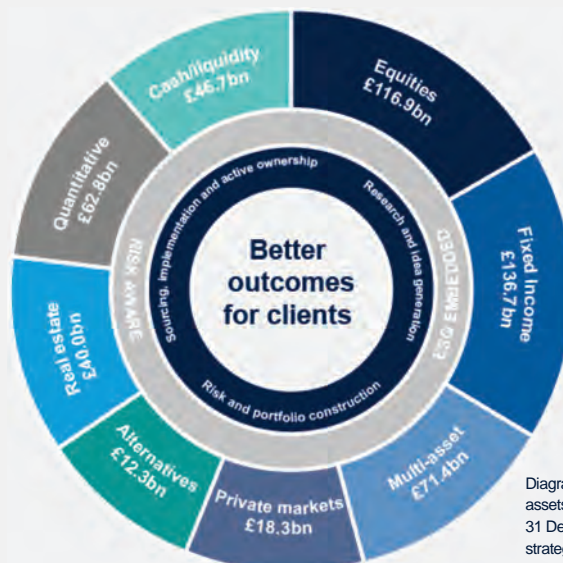 Cash/liquidity
£46.7bn
Equities
£116.9bn
Quantitative
£62.8bn
Fixed Income
£136.7bn
Real estate
£40.0bn
Multi-asset
£71.4bn
Alternatives
£12.3bn
Private markets
£18.3bn
RISK AWARE
ESG EMBEDDED
Sourcing, implementation and active ownership
Research and idea generation
Risk and portfolio construction
Better
outcomes
for clients
Diagra
assets
31 De
strateg